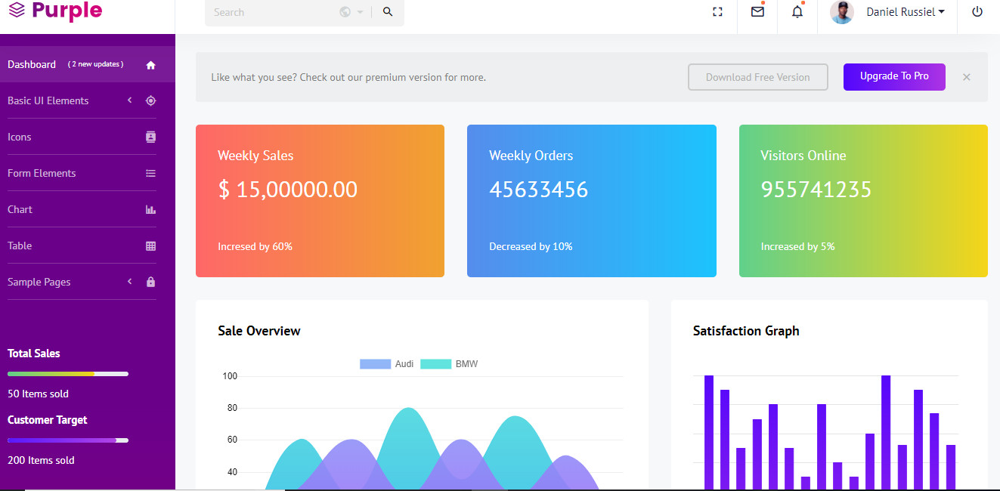 Purple
Search
Daniel Russiel
Dashboard ( 2 new updates )
Basic UI Elements
Icons
Form Elements
Chart
Table
Sample Pages
Total Sales
50 Items sold
Customer Target
200 Items sold
Like what you see? Check out our premium version for more.
Download Free Version
Upgrade To Pro
Weekly Sales
$ 15,00000.00
Incresed by 60%
Weekly Orders
45633456
Decreased by 10%
Visitors Online
955741235
Increased by 5%
Sale Overview
Audi BMW
100
80
60
40
Satisfaction Graph